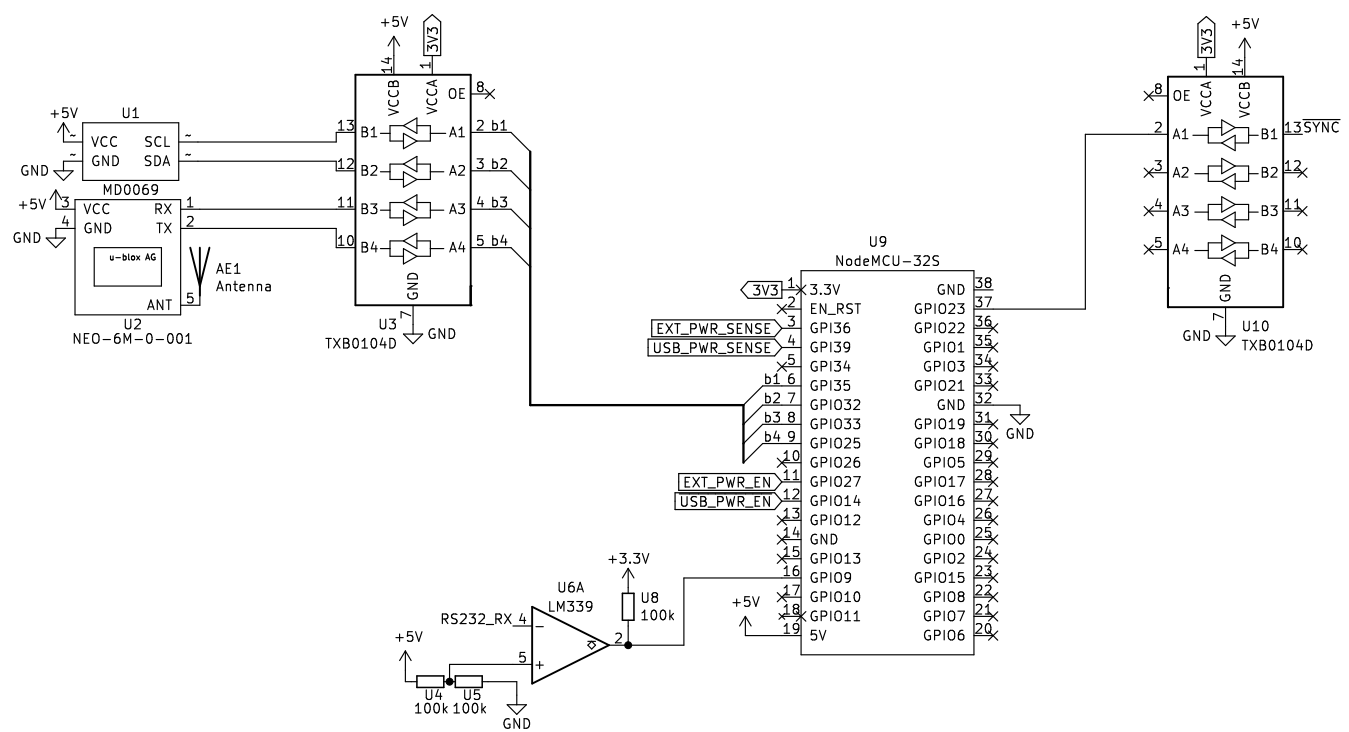 +5V
3V3
14
1
VCCB
VCCA
OE
8
U1
+5V
~
VCC
SCL
~
~
GND
SDA
~
GND
MD0069
13
B1
A1
2
b1
12
B2
A2
3
b2
11
B3
A3
4
b3
10
B4
A4
5
b4
GND
7
GND
U3
TXB0104D
+5V
3
VCC
RX
1
4
GND
TX
2
GND
u-blox AG
ANT
5
AE1
Antenna
U2
NEO-6M-0-001
3V3
+5V
1
14
VCCA
VCCB
8
OE
2
A1
B1
13
SYNC
3
A2
B2
12
4
A3
B3
11
5
A4
B4
10
GND
7
GND
U10
TXB0104D
U9
NodeMCU-32S
3V3
1
3.3V
GND
38
2
EN_RST
GPIO23
37
EXT_PWR_SENSE
3
GPI36
GPIO22
36
USB_PWR_SENSE
4
GPI39
GPIO1
35
5
GPI34
GPIO3
34
b1
6
GPI35
GPIO21
33
b2
7
GPIO32
GND
32
GND
b3
8
GPIO33
GPIO19
31
b4
9
GPIO25
GPIO18
30
10
GPIO26
GPIO5
29
EXT_PWR_EN
11
GPIO27
GPIO17
28
USB_PWR_EN
12
GPIO14
GPIO16
27
13
GPIO12
GPIO4
26
14
GND
GPIO0
25
15
GPIO13
GPIO2
24
16
GPIO9
GPIO15
23
17
GPIO10
GPIO8
22
18
GPIO11
GPIO7
21
+5V
19
5V
GPIO6
20
+3.3V
U8
100k
U6A
LM339
RS232_RX
4
−
2
5
+
+5V
U4
100k
U5
100k
GND